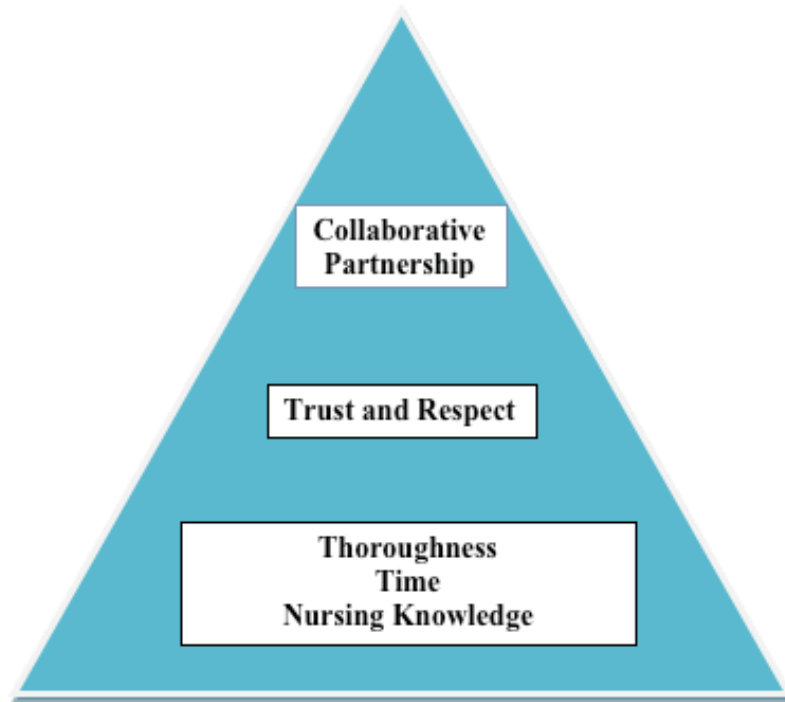 Collaborative
Partnership
Trust and Respect
Thoroughness
Time
Nursing Knowledge